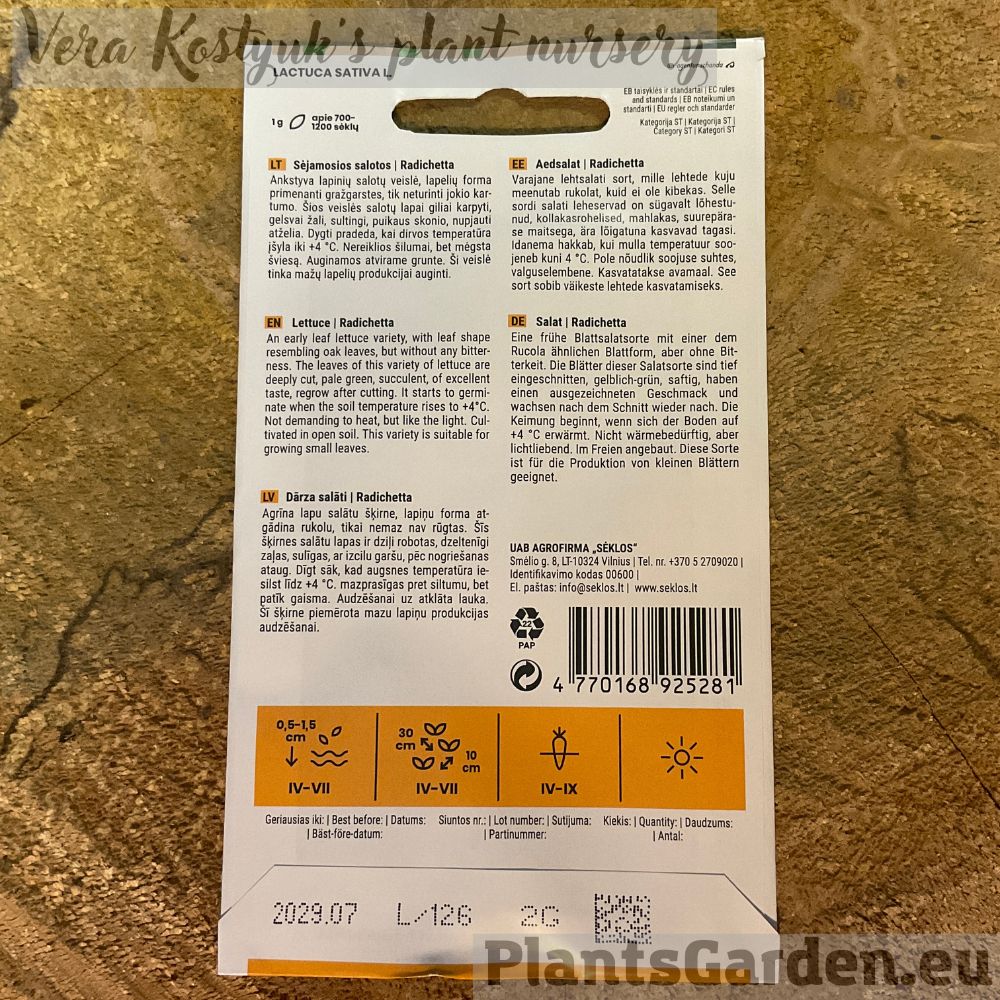 Vera Kostyuk's plant nursery
LACTUCA SATIVA L.
1 g apie 700-
1200 sėklų
EB taisyklės ir standartai | EC rules
and standards | EB noteikumi un
standarti | EU regler och standarder
Kategorija ST | Kategorija ST |
Category ST | Kategori ST
LT Sėjamosios salotos | Radichetta
Ankstyva lapinių salotų veislė, lapelių forma
primenanti gražgarstes, tik neturinti jokio kar-
tumo. Šios veislės salotų lapai giliai karpyti,
gelsvai žali, sultingi, puikaus skonio, nupjauti
atželia. Dygti pradeda, kai dirvos temperatūra
įšyla iki +4 °C. Nereiklios šilumai, bet mėgsta
šviesą. Auginamos atvirame grunte. Ši veislė
tinka mažų lapelių produkcijai auginti.
EE Aedsalat | Radichetta
Varajane lehtsalati sort, mille lehtede kuju
meenutab rukolat, kuid ei ole kibekas. Selle
sordi salati leheservad on sügavalt lõhestu-
nud, kollakasrohelised, mahlakas, suurepära-
se maitsega, ära lõigatuna kasvavad tagasi.
Idanema hakkab, kui mulla temperatuur soo-
jeneb kuni 4 °C. Pole nõudlik soojuse suhtes,
valguselembene. Kasvatatakse avamaal. See
sort sobib väikeste lehtede kasvatamiseks.
EN Lettuce | Radichetta
An early leaf lettuce variety, with leaf shape
resembling oak leaves, but without any bitter-
ness. The leaves of this variety of lettuce are
deeply cut, pale green, succulent, of excellent
taste, regrow after cutting. It starts to germi-
nate when the soil temperature rises to +4°C.
Not demanding to heat, but like the light. Cul-
tivated in open soil. This variety is suitable for
growing small leaves.
DE Salat | Radichetta
Eine frühe Blattsalatsorte mit einer dem
Rucola ähnlichen Blattform, aber ohne Bit-
terkeit. Die Blätter dieser Salatsorte sind tief
eingeschnitten, gelblich-grün, saftig, haben
einen ausgezeichneten Geschmack und
wachsen nach dem Schnitt wieder nach. Die
Keimung beginnt, wenn sich der Boden auf
+4 °C erwärmt. Nicht wärmebedürftig, aber
lichtliebend. Im Freien angebaut. Diese Sorte
ist für die Produktion von kleinen Blättern
geeignet.
LV Dārza salāti | Radichetta
Agrīna lapu salātu šķirne, lapiņu forma at-
gādina rukolu, tikai nemaz nav rūgtas. Šīs
šķirnes salātu lapas ir dziļi robotas, dzeltenīgi
zaļas, sulīgas, ar izcilu garšu, pēc nogriešanas
ataug. Dīgt sāk, kad augsnes temperatūra ie-
silst līdz +4 °C. mazprasīgas pret siltumu, bet
patīk gaisma. Audzēšanai uz atklāta lauka.
Šī šķirne piemērota mazu lapiņu produkcijas
audzēšanai.
UAB AGROFIRMA „SĖKLOS“
Smėlio g. 8, LT-10324 Vilnius | Tel. nr. +370 5 2709020 |
Identifikavimo kodas 00600 |
El. paštas: info@seklos.lt | www.seklos.lt
22
PAP
4 770168 925281
0,5-1,5
cm
IV-VII
30
cm
10
cm
IV-VII
IV-IX
Geriausias iki: | Best before: | Datums:
| Bäst-före-datum:
Siuntos nr.: | Lot number: | Sutījuma:
| Partinummer:
Kiekis: | Quantity: | Daudzums:
| Antal:
2029.07 L/126 2G
PlantsGarden.eu